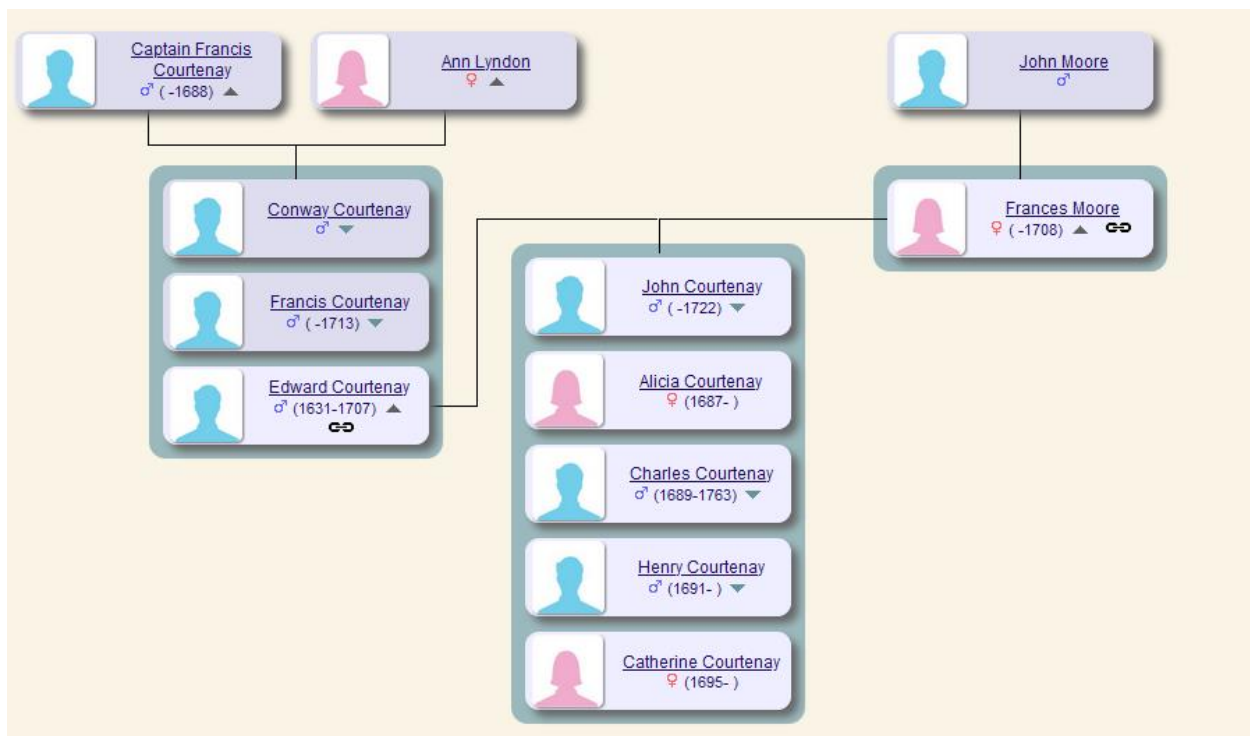 Captain Francis
Courtenay
♂ ( -1688) ▲
Ann Lyndon
♀ ▲
John Moore
♂
Conway Courtenay
♂ ▼
Francis Courtenay
♂ ( -1713) ▼
Edward Courtenay
♂ (1631-1707) ▲
Frances Moore
♀ ( -1708) ▲
John Courtenay
♂ ( -1722) ▼
Alicia Courtenay
♀ (1687- )
Charles Courtenay
♂ (1689-1763) ▼
Henry Courtenay
♂ (1691- ) ▼
Catherine Courtenay
♀ (1695- )